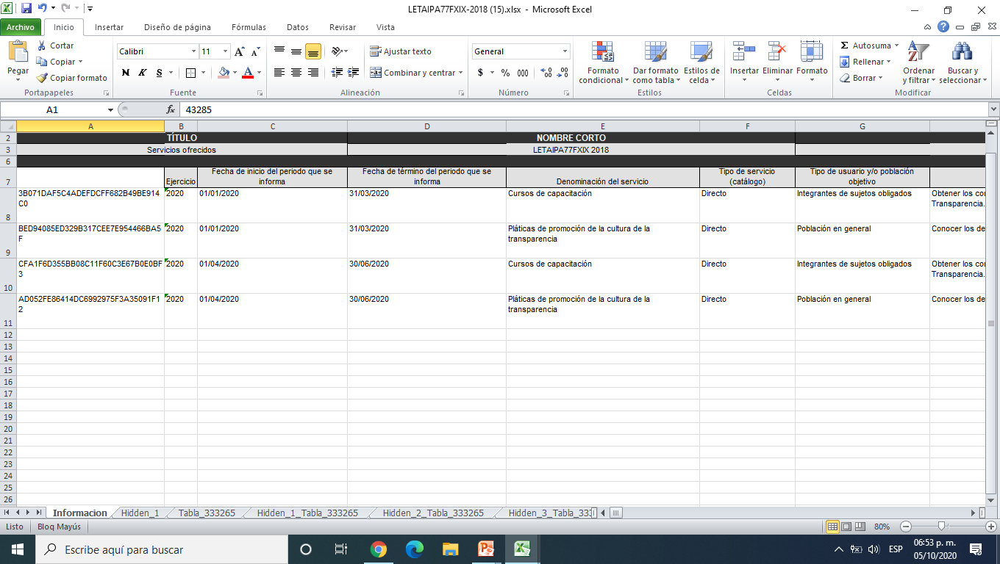 LETAIPA77FXIX-2018 (15).xlsx - Microsoft Excel
Archivo Inicio Insertar Diseño de página Fórmulas Datos Revisar Vista
Pegar
Cortar
Copiar
Copiar formato
Portapapeles
Calibri 11
N K S
Fuente
Ajustar texto
Combinar y centrar
Alineación
General
$ % 000
Número
Formato condicional
Dar formato como tabla
Estilos de celda
Estilos
Insertar Eliminar Formato
Celdas
Autosuma
Rellenar
Borrar
Ordenar y filtrar
Buscar y seleccionar
Modificar
A1 fx 43285
A B C D E F G
2 TÍTULO NOMBRE CORTO
3 Servicios ofrecidos LETAIPA77FXIX 2018
6
7 Ejercicio Fecha de inicio del periodo que se informa Fecha de término del periodo que se informa Denominación del servicio Tipo de servicio (catálogo) Tipo de usuario y/o población objetivo
8 3B071DAF5C4ADEFDCFF682B49BE914C0 2020 01/01/2020 31/03/2020 Cursos de capacitación Directo Integrantes de sujetos obligados Obtener los con Transparencia.
9 BED94085ED329B317CEE7E954466BA5F 2020 01/01/2020 31/03/2020 Pláticas de promoción de la cultura de la transparencia Directo Población en general Conocer los de
10 CFA1F6D355BB08C11F60C3E67B0E0BF3 2020 01/04/2020 30/06/2020 Cursos de capacitación Directo Integrantes de sujetos obligados Obtener los con Transparencia.
11 AD052FE86414DC6992975F3A35091F12 2020 01/04/2020 30/06/2020 Pláticas de promoción de la cultura de la transparencia Directo Población en general Conocer los de
12
13
14
15
16
17
18
19
20
21
22
23
24
25
26
Informacion Hidden_1 Tabla_333265 Hidden_1_Tabla_333265 Hidden_2_Tabla_333265 Hidden_3_Tabla_333
Listo Bloq Mayús 80%
Escribe aquí para buscar
ESP
06:53 p. m.
05/10/2020